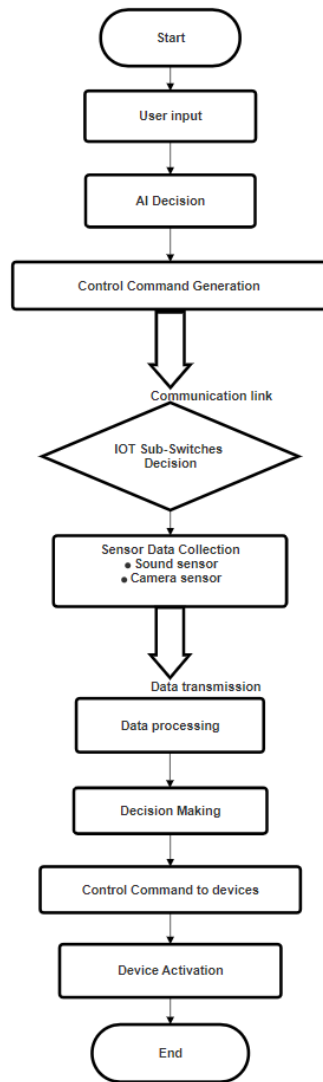 Start
User input
AI Decision
Control Command Generation
Communication link
IOT Sub-Switches
Decision
Sensor Data Collection
● Sound sensor
● Camera sensor
Data transmission
Data processing
Decision Making
Control Command to devices
Device Activation
End